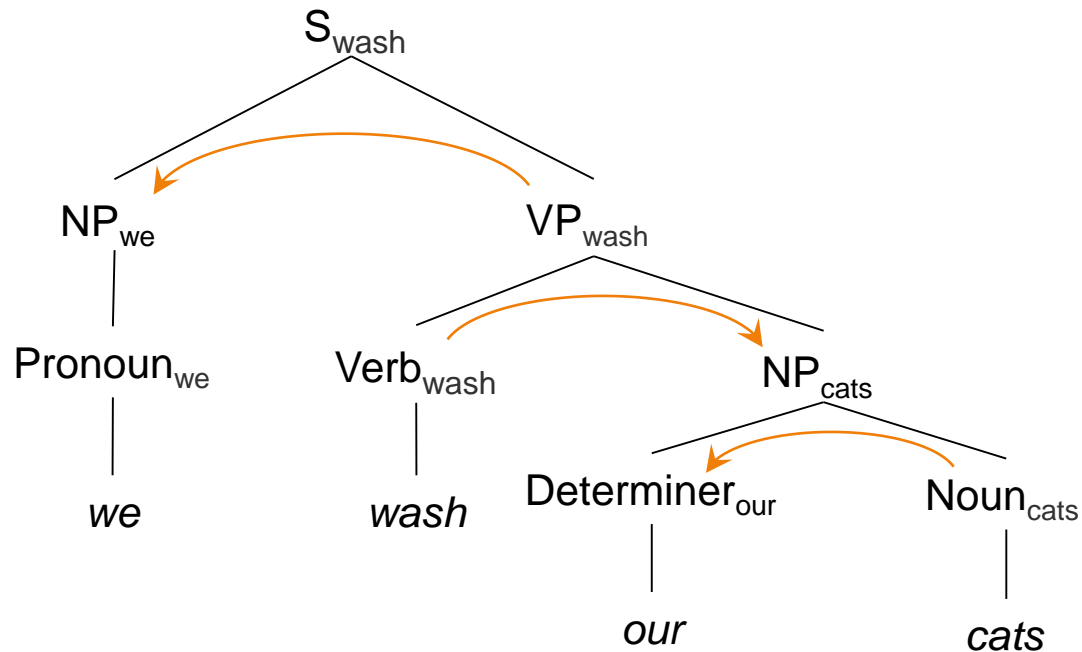 S_wash
NP_we VP_wash
Pronoun_we Verb_wash NP_cats
we wash Determiner_our Noun_cats
our cats